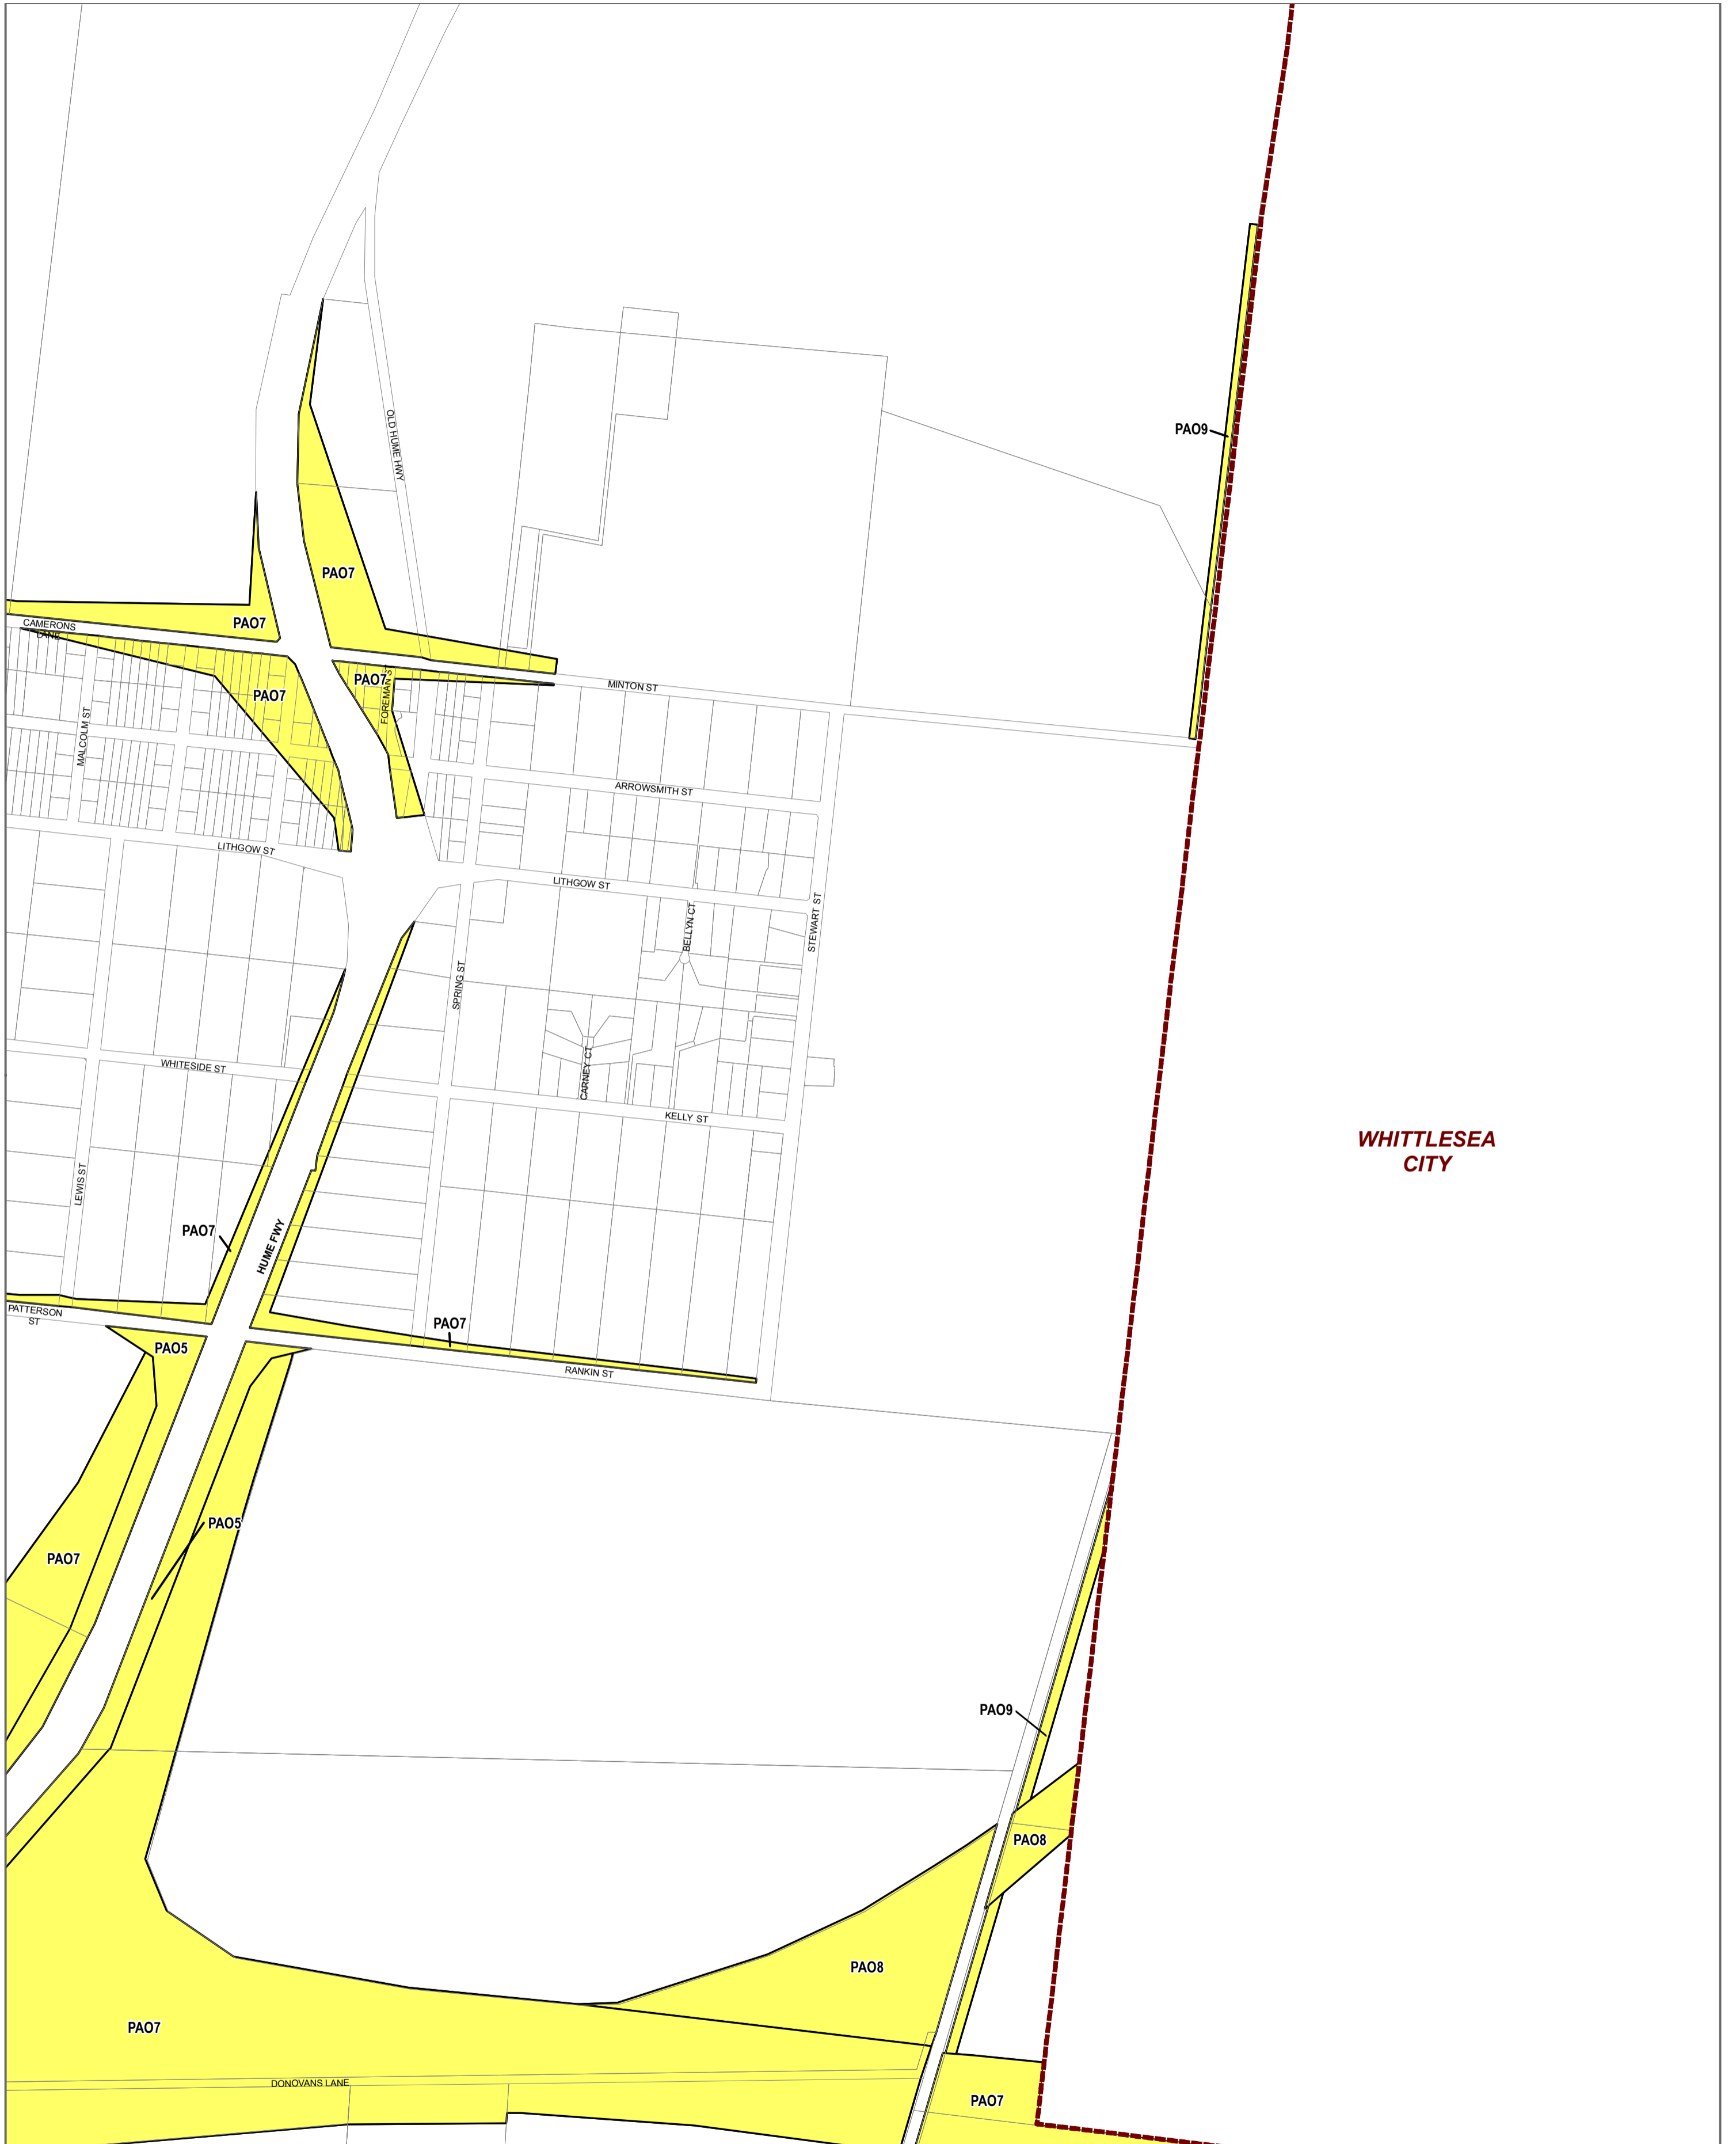 PAO9
OLD HUME HWY
PAO7
PAO7
CAMERONS
LANE
PAO7
PAO7
FOREMAN ST
MINTON ST
MALCOLM ST
ARROWSMITH ST
LITHGOW ST
LITHGOW ST
BELLYN CT
STEWART ST
SPRING ST
WHITESIDE ST
CARNEY CT
KELLY ST
WHITTLESEA
CITY
LEWIS ST
PAO7
HUME FWY
PATTERSON
ST
PAO7
PAO5
RANKIN ST
PAO5
PAO7
PAO9
PAO8
PAO8
PAO7
DONOVANS LANE
PAO7